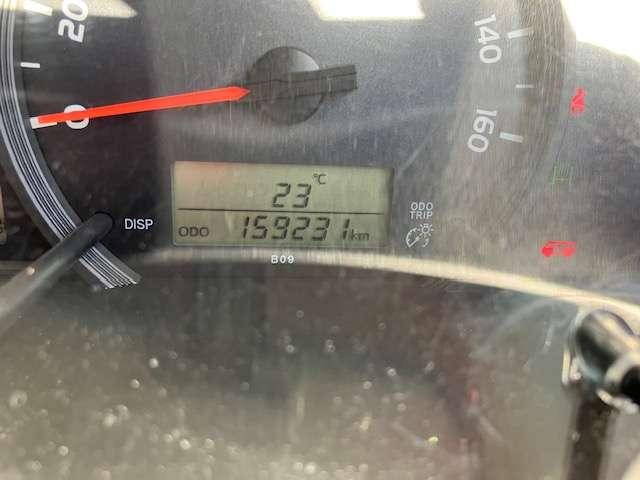 20
140
0
160
23 °C
DISP
ODO 159231 km
ODO
TRIP
B09